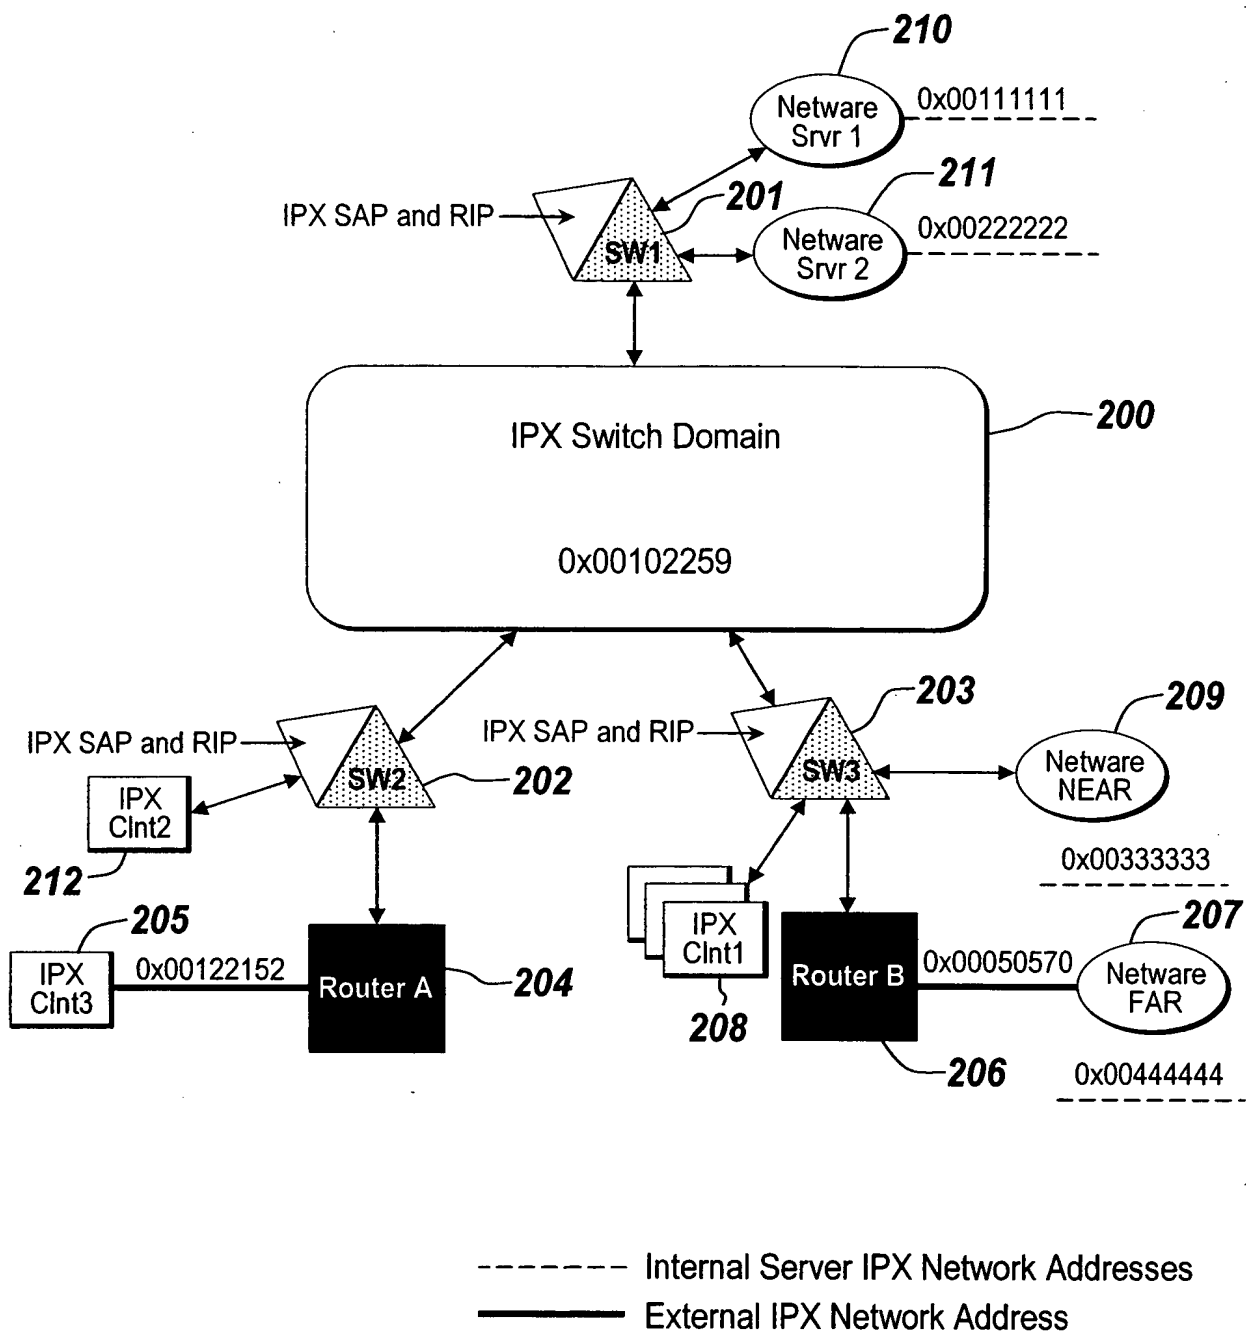 210
Netware
Srvr 1
0x00111111
211
IPX SAP and RIP
201
SW1
Netware
Srvr 2
0x00222222
200
IPX Switch Domain
0x00102259
203
209
IPX SAP and RIP
IPX SAP and RIP
SW2
202
SW3
Netware
NEAR
IPX
Clnt2
212
0x00333333
205
207
IPX
Clnt3
0x00122152
Router A
204
IPX
Clnt1
208
Router B
0x00050570
Netware
FAR
206
0x00444444
Internal Server IPX Network Addresses
External IPX Network Address